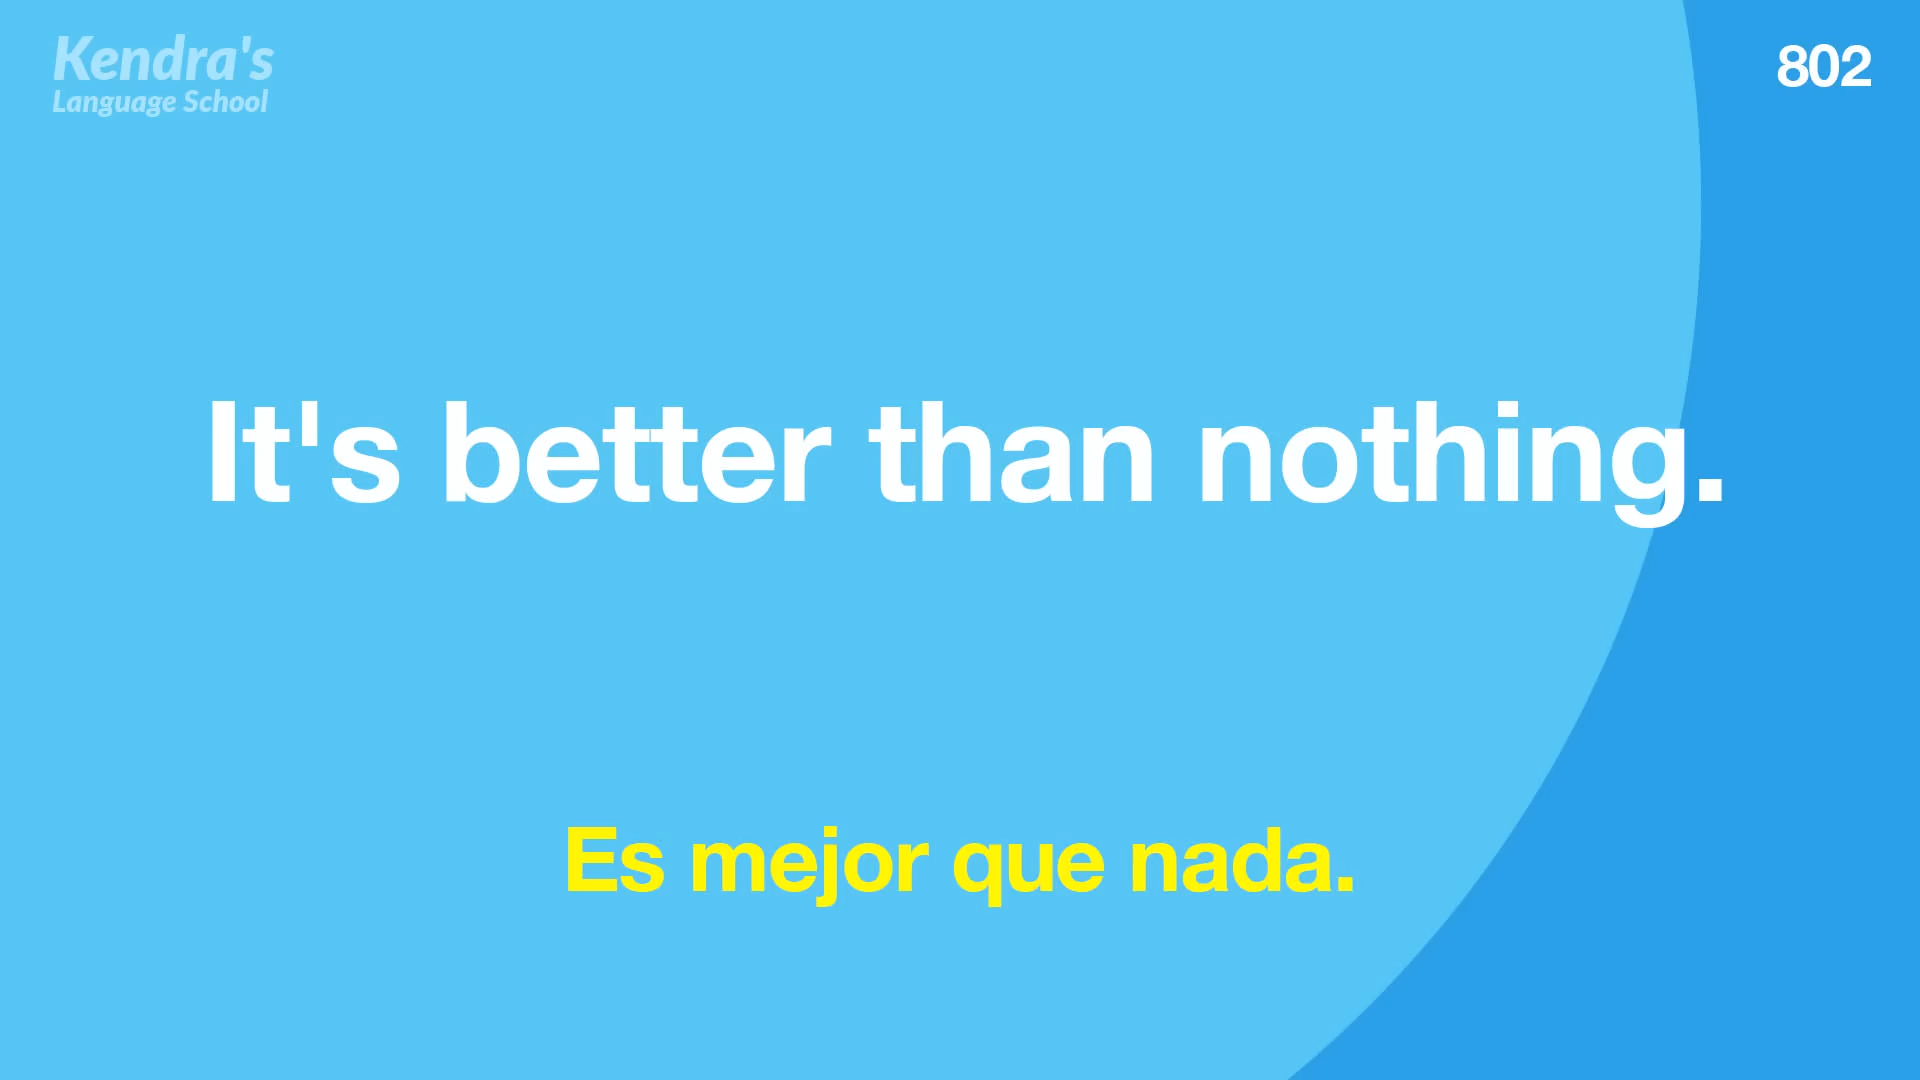 Kendra's
Language School
802
It's better than nothing.
Es mejor que nada.